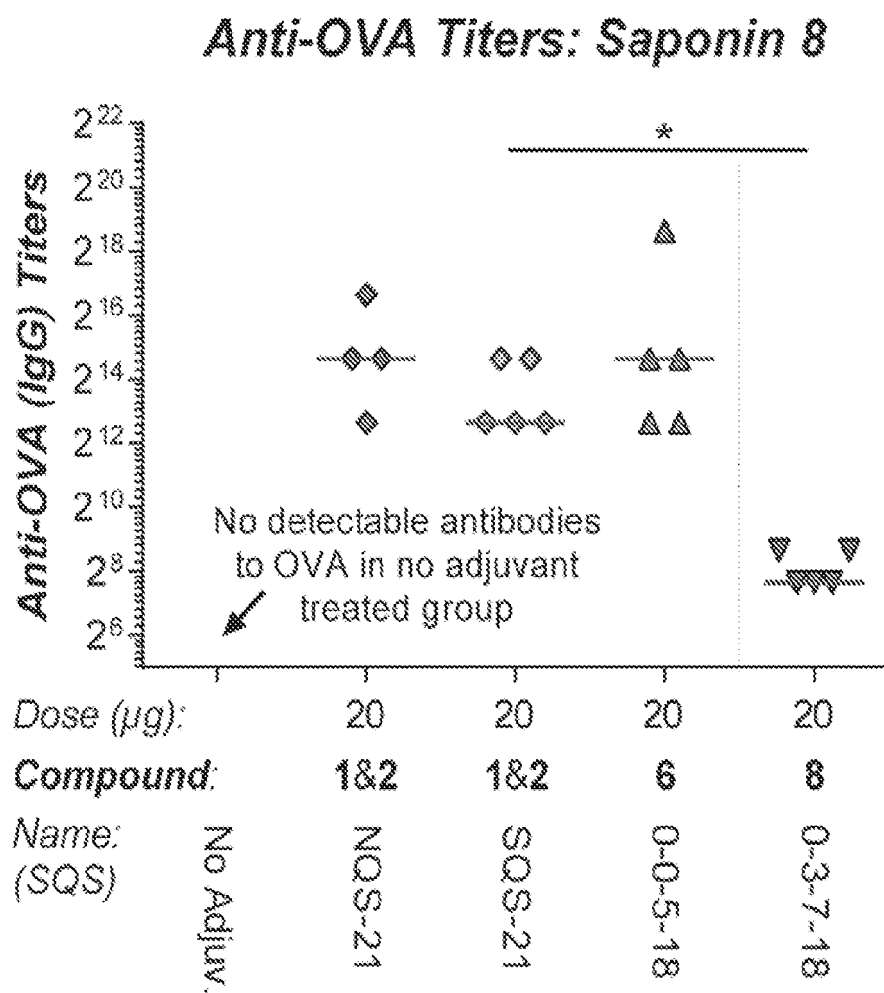 Anti-OVA Titers: Saponin 8
Anti-OVA (IgG) Titers
2^22
2^20
2^18
2^16
2^14
2^12
2^10
2^8
2^6
*
No detectable antibodies
to OVA in no adjuvant
treated group
Dose (µg): 20 20 20 20
Compound: 1&2 1&2 6 8
Name:
(SQS)
No Adjuv.
NQS-21
SQS-21
0-0-5-18
0-3-7-18